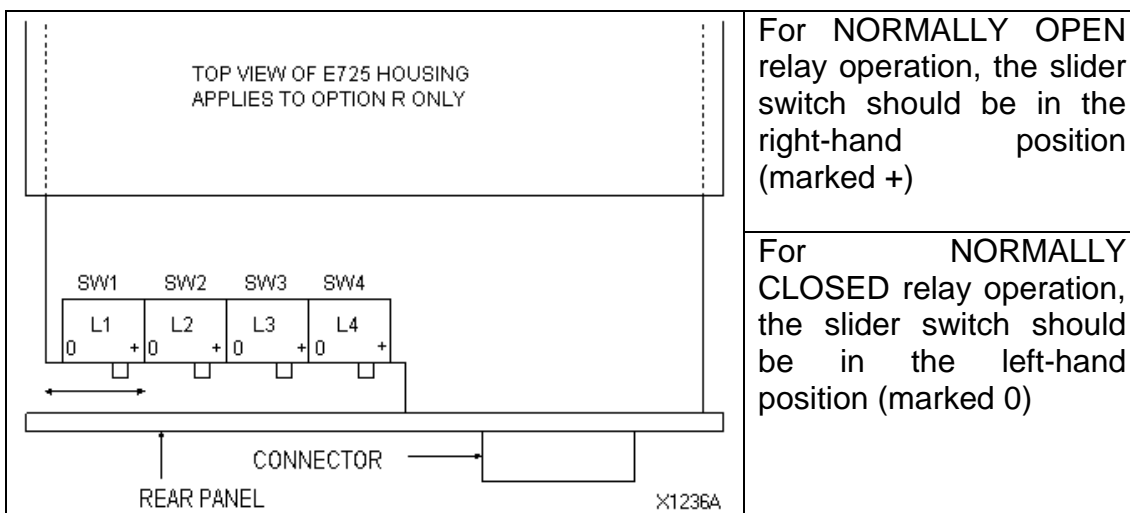 TOP VIEW OF E725 HOUSING
APPLIES TO OPTION R ONLY
SW1 SW2 SW3 SW4
L1 L2 L3 L4
0 + 0 + 0 + 0 +
CONNECTOR
REAR PANEL
X1236A
For NORMALLY OPEN
relay operation, the slider
switch should be in the
right-hand position
(marked +)
For NORMALLY
CLOSED relay operation,
the slider switch should
be in the left-hand
position (marked 0)